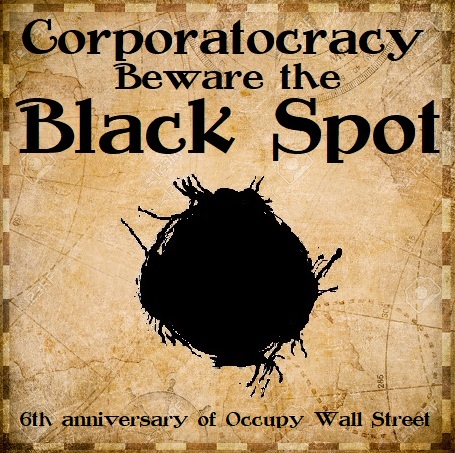 Corporatocracy
Beware the
Black Spot
6th anniversary of Occupy Wall Street